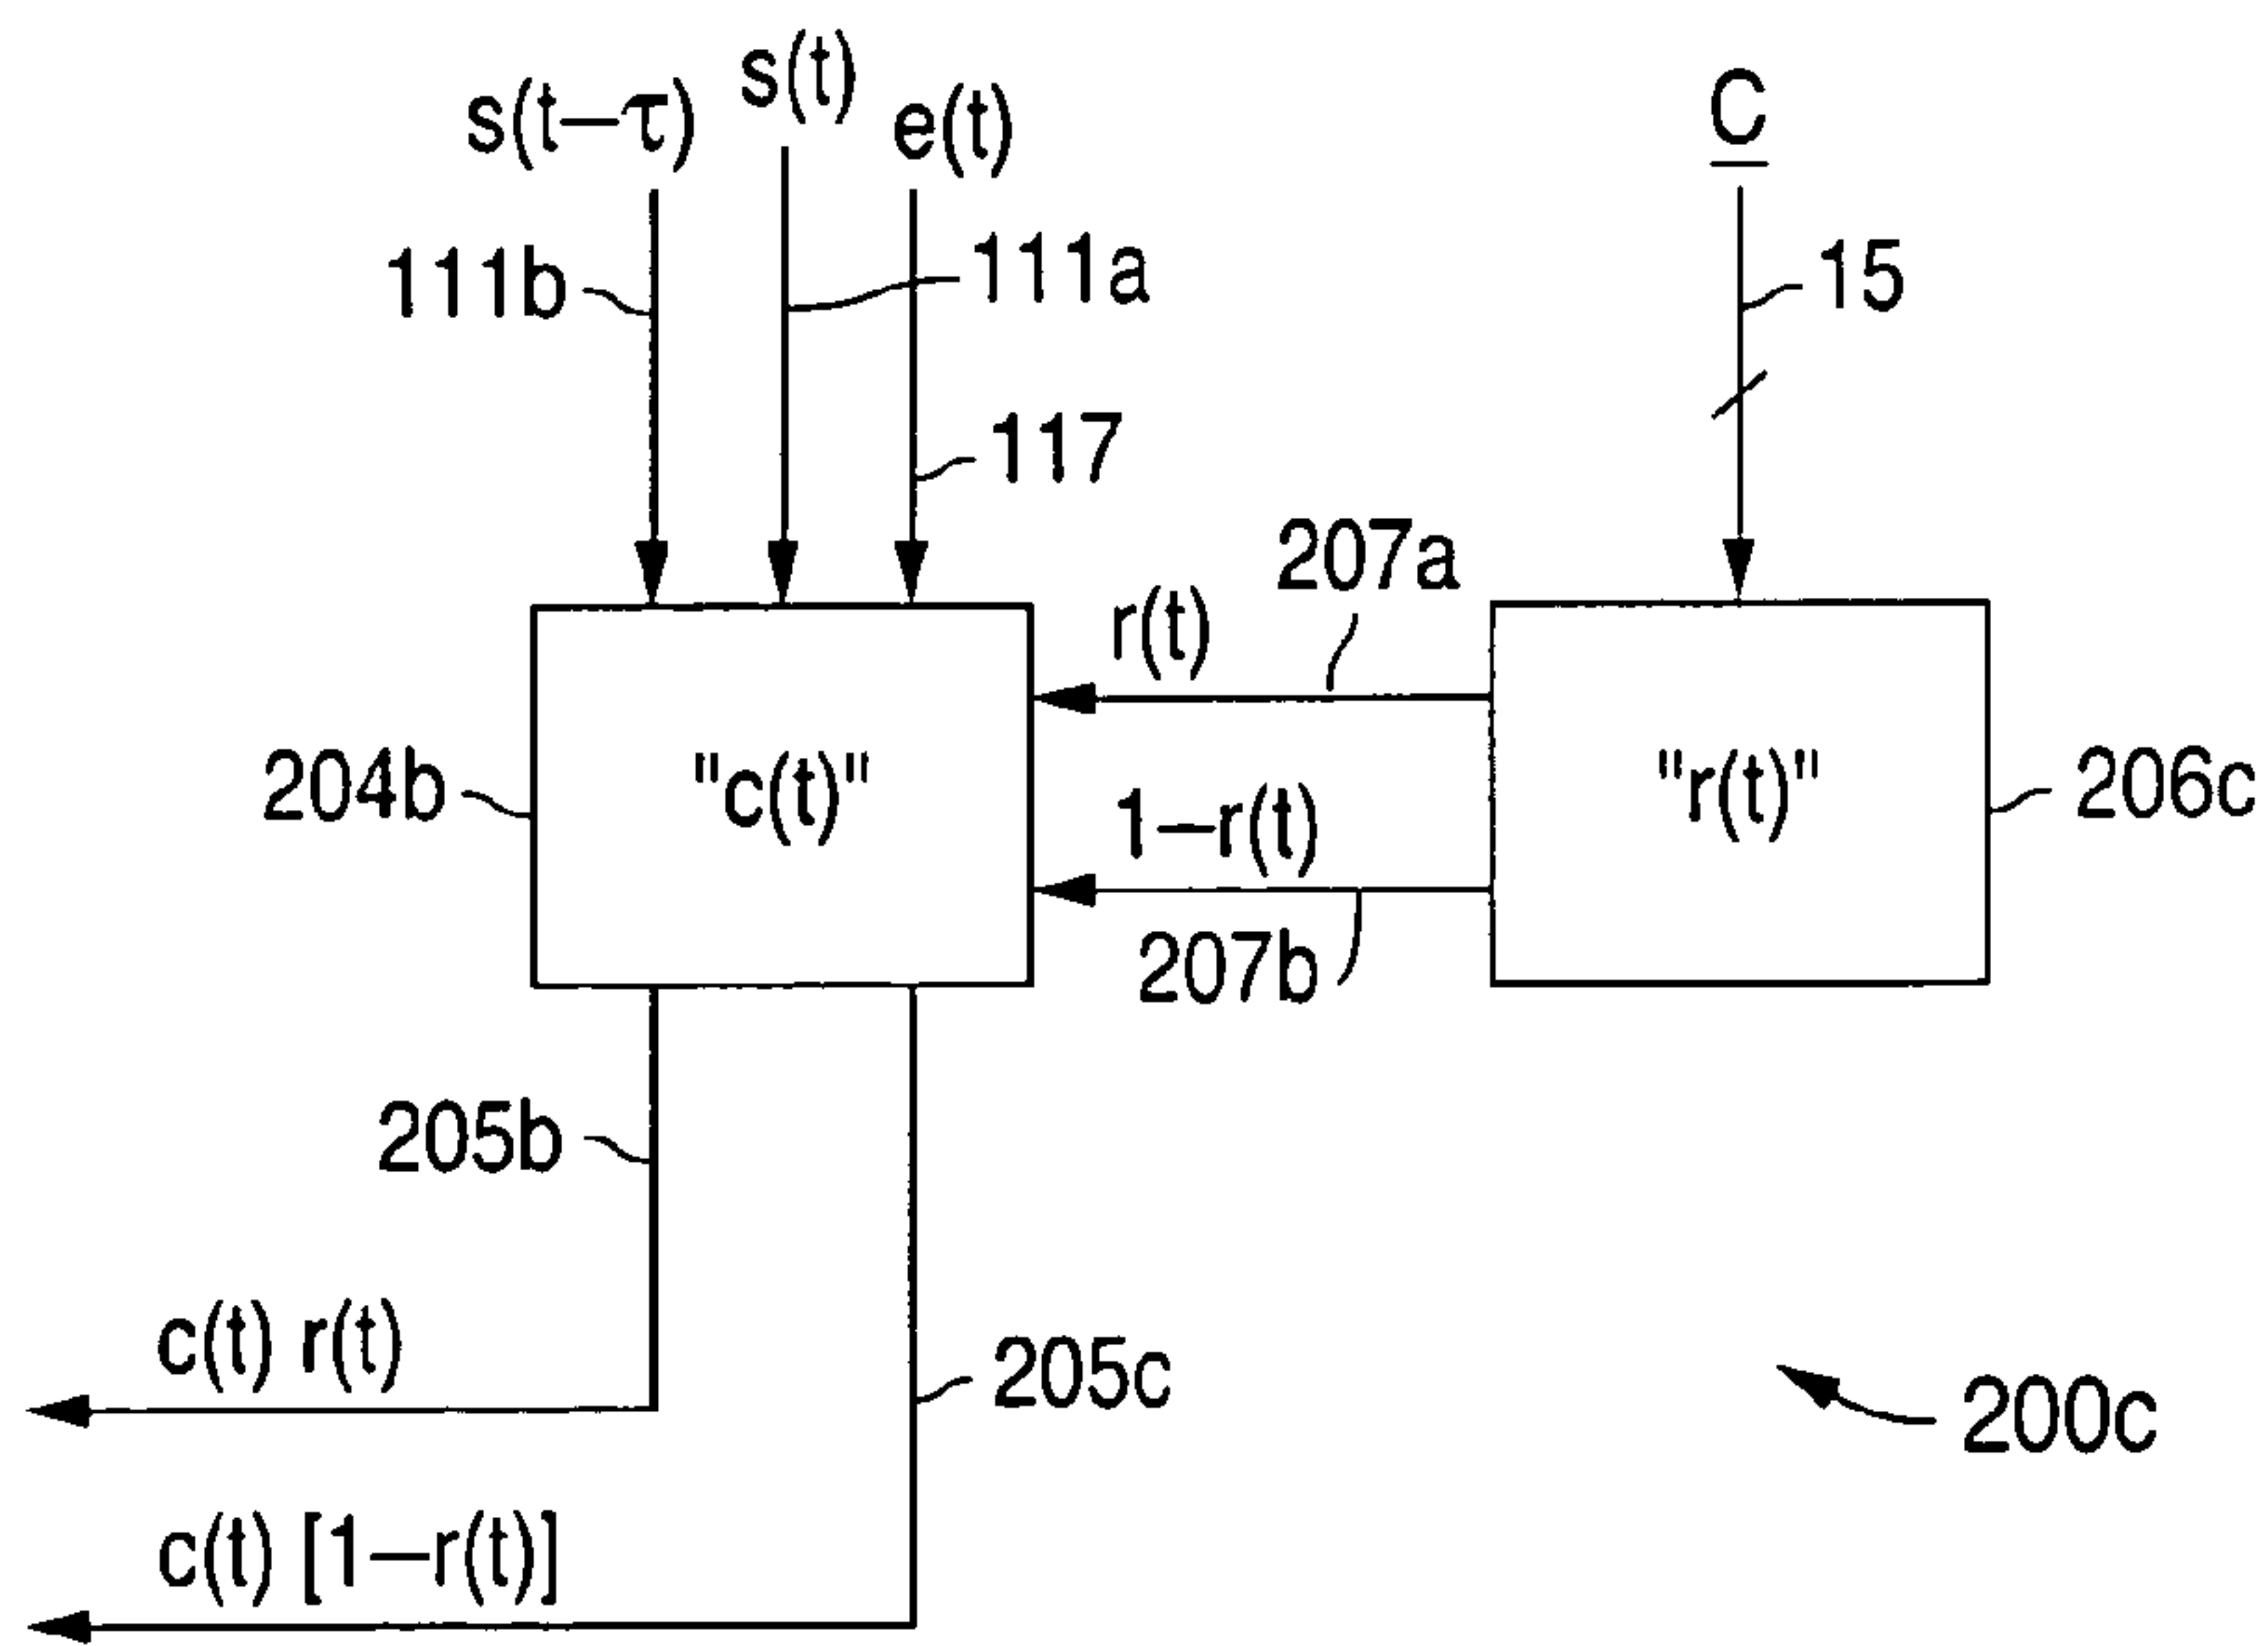 s(t−τ)
s(t)
e(t)
C
111b
111a
15
117
207a
r(t)
204b
"c(t)"
"r(t)"
206c
1−r(t)
207b
205b
c(t) r(t)
205c
200c
c(t) [1−r(t)]